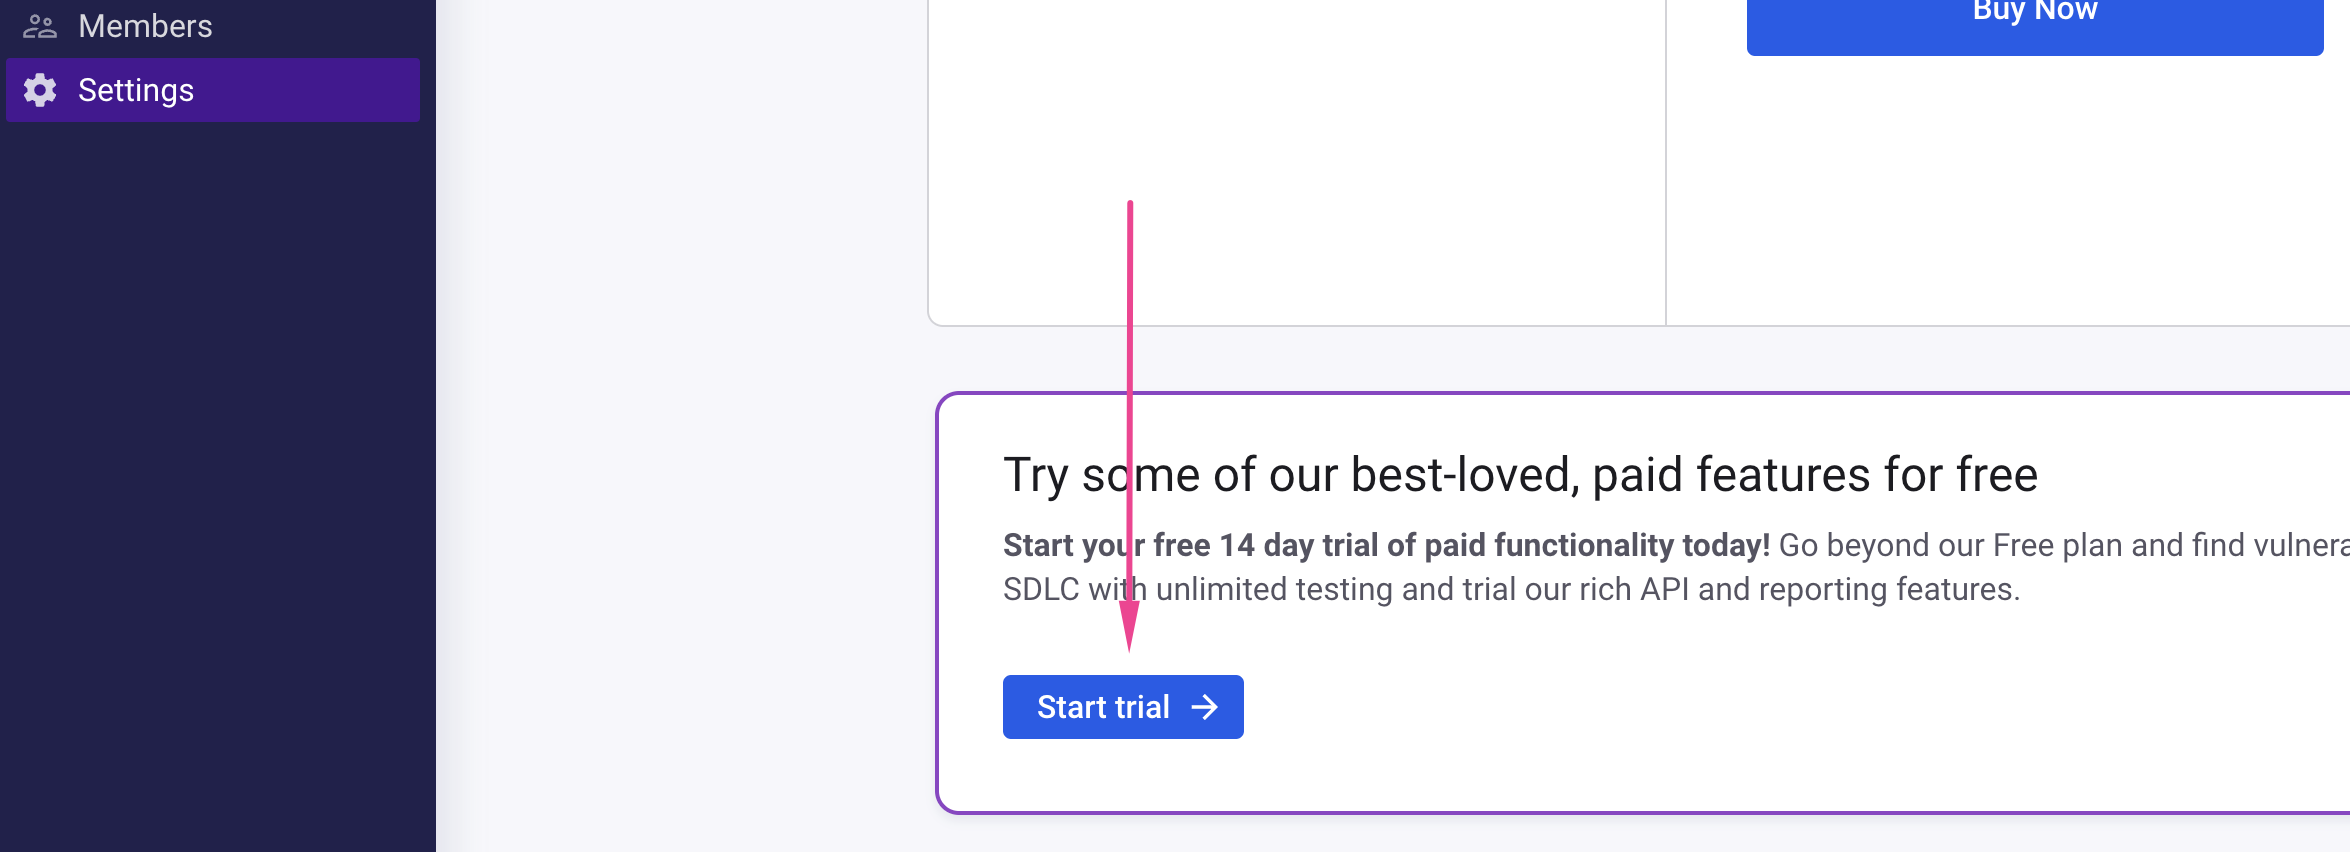 Members
Settings
Buy Now
Try some of our best-loved, paid features for free
Start your free 14 day trial of paid functionality today! Go beyond our Free plan and find
SDLC with unlimited testing and trial our rich API and reporting features.
Start trial